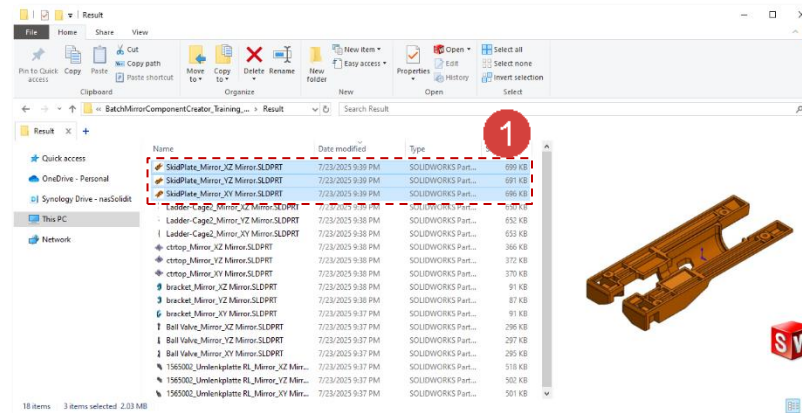 Result
File Home Share View
Pin to Quick access
Copy
Paste
Cut
Copy path
Paste shortcut
Clipboard
Move to
Copy to
Delete
Rename
Organize
New folder
New item
Easy access
New
Properties
Open
Edit
History
Open
Select all
Select none
Invert selection
Select
« BatchMirrorComponentCreator_Training_... › Result
Search Result
Result
1
Name Date modified Type
Quick access
OneDrive - Personal
Synology Drive - nasSolidit
This PC
Network
SkidPlate_Mirror_XZ Mirror.SLDPRT 7/23/2025 9:39 PM SOLIDWORKS Part... 699 KB
SkidPlate_Mirror_YZ Mirror.SLDPRT 7/23/2025 9:39 PM SOLIDWORKS Part... 691 KB
SkidPlate_Mirror_XY Mirror.SLDPRT 7/23/2025 9:39 PM SOLIDWORKS Part... 696 KB
Ladder-Cage2_Mirror_XZ Mirror.SLDPRT 7/23/2025 9:38 PM SOLIDWORKS Part... 650 KB
Ladder-Cage2_Mirror_YZ Mirror.SLDPRT 7/23/2025 9:38 PM SOLIDWORKS Part... 652 KB
Ladder-Cage2_Mirror_XY Mirror.SLDPRT 7/23/2025 9:38 PM SOLIDWORKS Part... 653 KB
ctrtop_Mirror_XZ Mirror.SLDPRT 7/23/2025 9:38 PM SOLIDWORKS Part... 366 KB
ctrtop_Mirror_YZ Mirror.SLDPRT 7/23/2025 9:38 PM SOLIDWORKS Part... 372 KB
ctrtop_Mirror_XY Mirror.SLDPRT 7/23/2025 9:38 PM SOLIDWORKS Part... 370 KB
bracket_Mirror_XZ Mirror.SLDPRT 7/23/2025 9:38 PM SOLIDWORKS Part... 91 KB
bracket_Mirror_YZ Mirror.SLDPRT 7/23/2025 9:38 PM SOLIDWORKS Part... 87 KB
bracket_Mirror_XY Mirror.SLDPRT 7/23/2025 9:38 PM SOLIDWORKS Part... 91 KB
Ball Valve_Mirror_XZ Mirror.SLDPRT 7/23/2025 9:37 PM SOLIDWORKS Part... 296 KB
Ball Valve_Mirror_YZ Mirror.SLDPRT 7/23/2025 9:37 PM SOLIDWORKS Part... 297 KB
Ball Valve_Mirror_XY Mirror.SLDPRT 7/23/2025 9:37 PM SOLIDWORKS Part... 295 KB
1565002_Umlenkplatte RL_Mirror_XZ Mirr... 7/23/2025 9:37 PM SOLIDWORKS Part... 518 KB
1565002_Umlenkplatte RL_Mirror_YZ Mirr... 7/23/2025 9:37 PM SOLIDWORKS Part... 502 KB
1565002_Umlenkplatte RL_Mirror_XY Mirr... 7/23/2025 9:37 PM SOLIDWORKS Part... 501 KB
18 items 3 items selected 2.03 MB